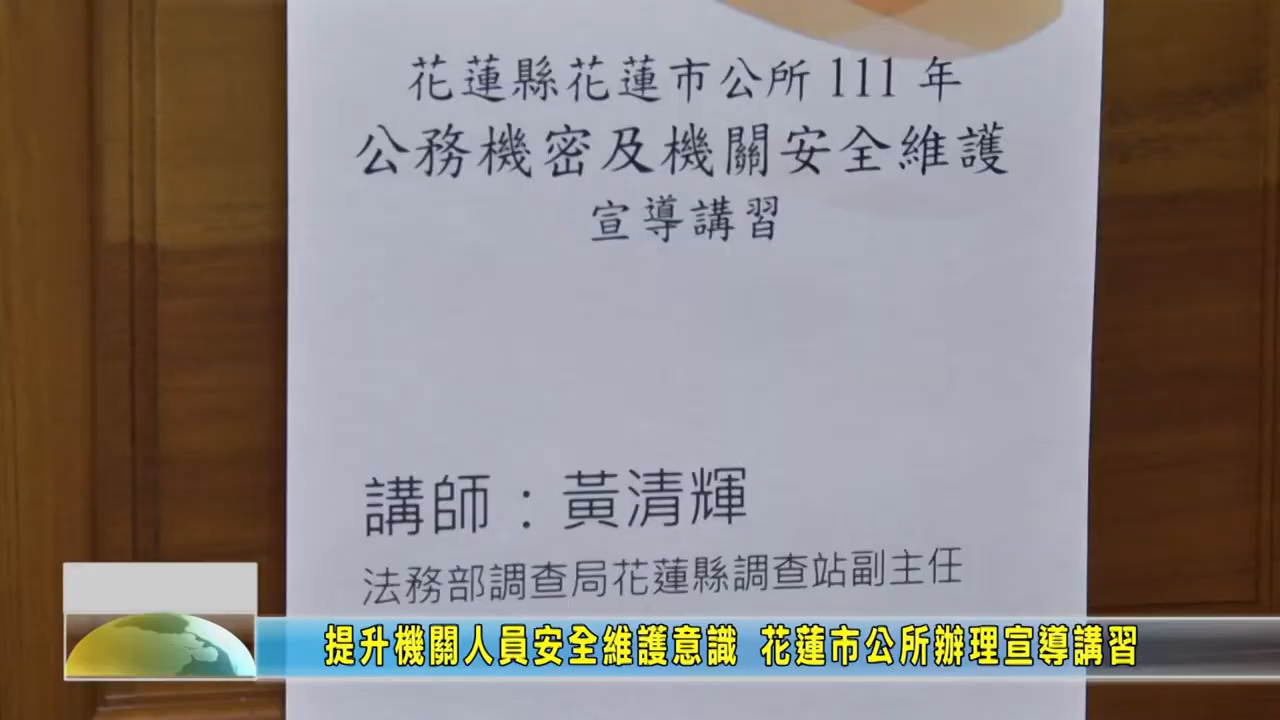 花蓮縣花蓮市公所 111 年
公務機密及機關安全維護
宣導講習
講師：黃清輝
法務部調查局花蓮縣調查站副主任
提升機關人員安全維護意識 花蓮市公所辦理宣導講習